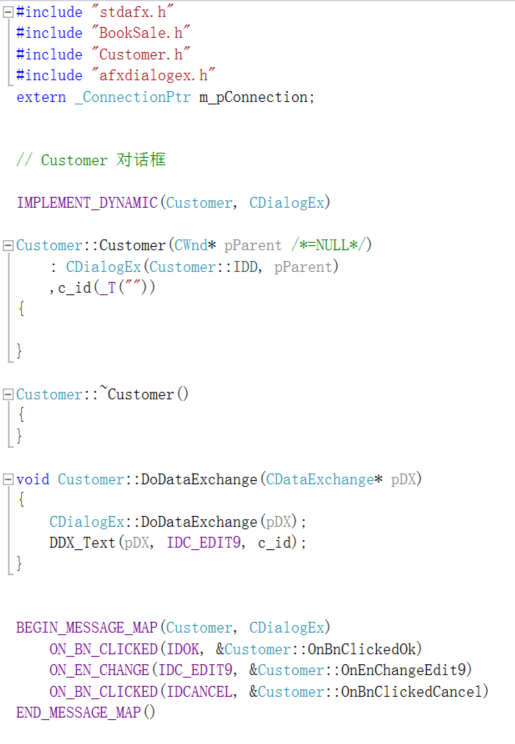 #include "stdafx.h"
#include "BookSale.h"
#include "Customer.h"
#include "afxdialogex.h"
extern _ConnectionPtr m_pConnection;
// Customer 对话框
IMPLEMENT_DYNAMIC(Customer, CDialogEx)
Customer::Customer(CWnd* pParent /*=NULL*/)
    : CDialogEx(Customer::IDD, pParent)
    ,c_id(_T(""))
{
}
Customer::~Customer()
{
}
void Customer::DoDataExchange(CDataExchange* pDX)
{
    CDialogEx::DoDataExchange(pDX);
    DDX_Text(pDX, IDC_EDIT9, c_id);
}
BEGIN_MESSAGE_MAP(Customer, CDialogEx)
    ON_BN_CLICKED(IDOK, &Customer::OnBnClickedOk)
    ON_EN_CHANGE(IDC_EDIT9, &Customer::OnEnChangeEdit9)
    ON_BN_CLICKED(IDCANCEL, &Customer::OnBnClickedCancel)
END_MESSAGE_MAP()